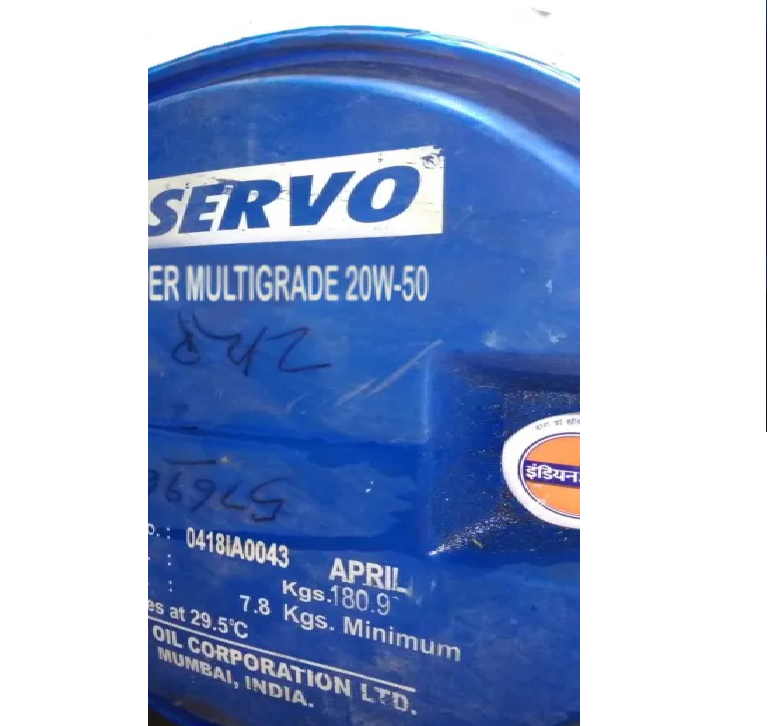 SERVO
ER MULTIGRADE 20W-50
इंडियन
o. : 0418IA0043
: APRIL
: Kgs.180.9
7.8 Kgs. Minimum
es at 29.5°C
OIL CORPORATION LTD.
MUMBAI, INDIA.